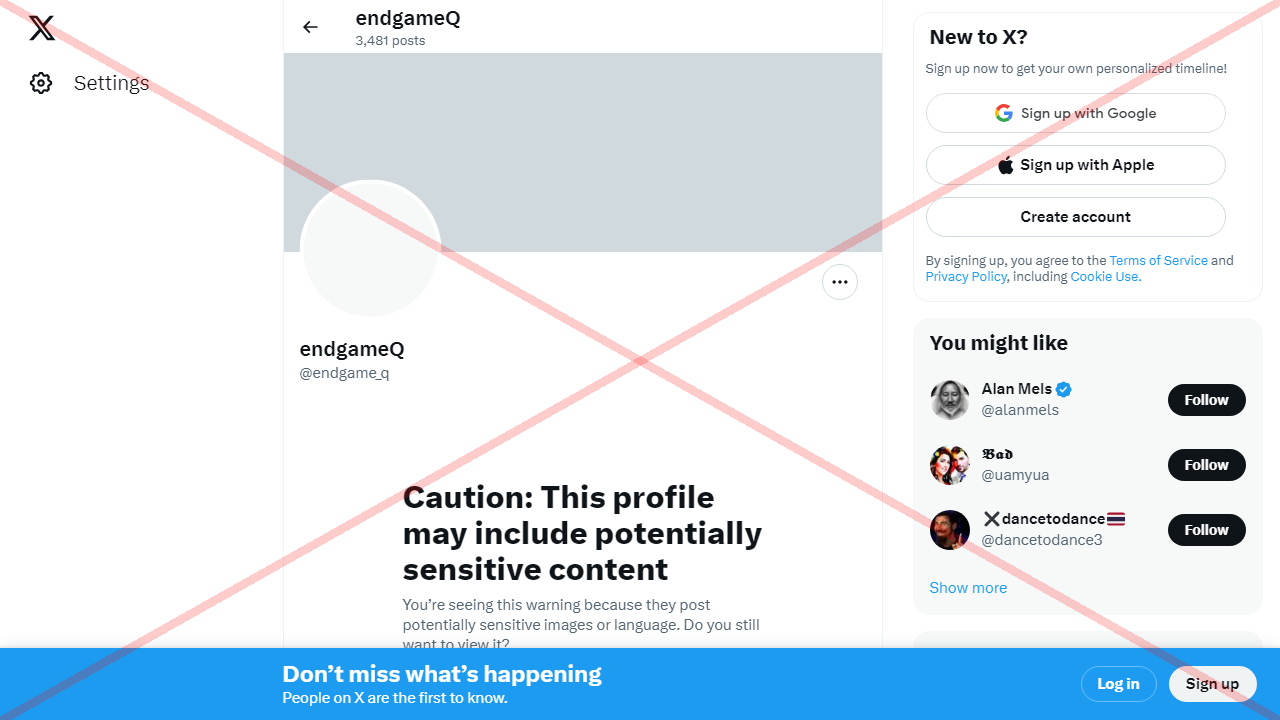 Settings
endgameQ
3,481 posts
endgameQ
@endgame_q
Caution: This profile
may include potentially
sensitive content
You’re seeing this warning because they post
potentially sensitive images or language. Do you still
want to view it?
New to X?
Sign up now to get your own personalized timeline!
Sign up with Google
Sign up with Apple
Create account
By signing up, you agree to the Terms of Service and
Privacy Policy, including Cookie Use.
You might like
Alan Mels
@alanmels
Follow
𝕭𝖆𝖉
@uamyua
Follow
❌dancetodance🇹🇭
@dancetodance3
Follow
Show more
Don’t miss what’s happening
People on X are the first to know.
Log in
Sign up